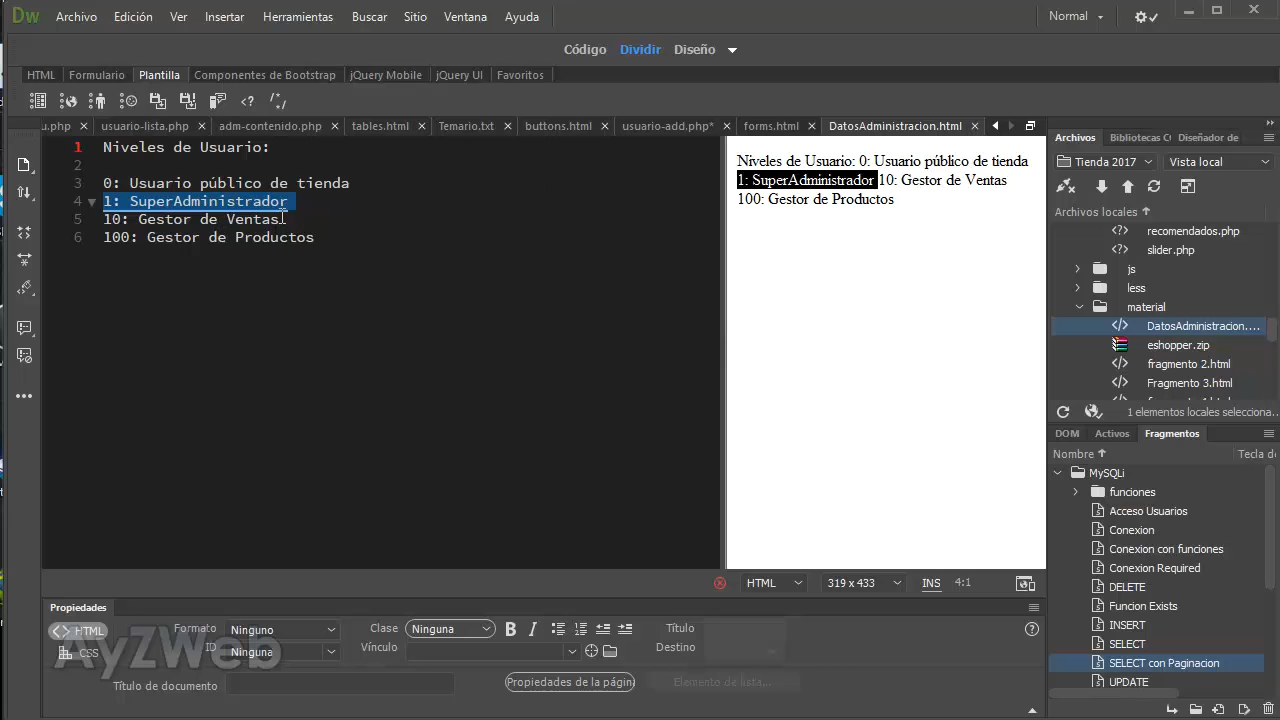 Dw Archivo Edición Ver Insertar Herramientas Buscar Sitio Ventana Ayuda Normal
Código Dividir Diseño
HTML Formulario Plantilla Componentes de Bootstrap jQuery Mobile jQuery UI Favoritos
u.php usuario-lista.php adm-contenido.php tables.html Temario.txt buttons.html usuario-add.php* forms.html DatosAdministracion.html
1 Niveles de Usuario:
2
3 0: Usuario público de tienda
4 1: SuperAdministrador
5 10: Gestor de Ventas
6 100: Gestor de Productos
Niveles de Usuario: 0: Usuario público de tienda
1: SuperAdministrador 10: Gestor de Ventas
100: Gestor de Productos
HTML 319 x 433 INS 4:1
Archivos Bibliotecas C Diseñador de
Tienda 2017 Vista local
Archivos locales
recomendados.php
slider.php
js
less
material
DatosAdministracion....
eshopper.zip
fragmento 2.html
Fragmento 3.html
1 elementos locales selecciona...
DOM Activos Fragmentos
Nombre Tecla de
MySQLi
funciones
Acceso Usuarios
Conexion
Conexion con funciones
Conexion Required
DELETE
Funcion Exists
INSERT
SELECT
SELECT con Paginacion
UPDATE
Propiedades
HTML Formato Ninguno Clase Ninguna B I Título
CSS ID Ninguna Vínculo Destino
Título de documento Propiedades de la págin Elemento de lista...
AyZWeb